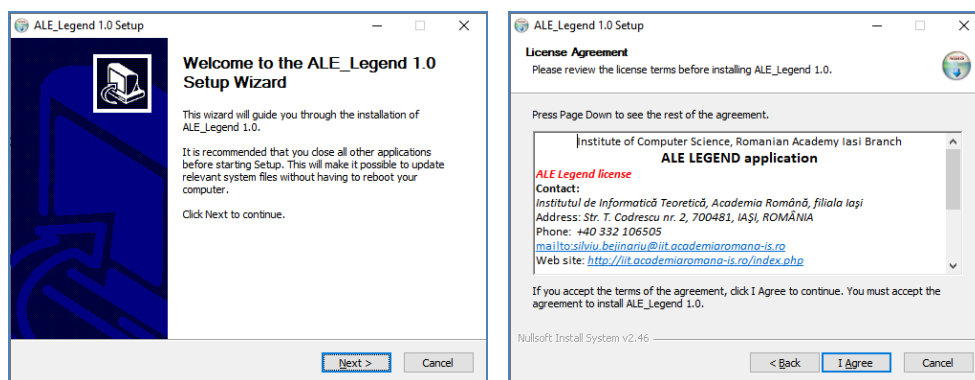 ALE_Legend 1.0 Setup
Welcome to the ALE_Legend 1.0
Setup Wizard
This wizard will guide you through the installation of
ALE_Legend 1.0.
It is recommended that you close all other applications
before starting Setup. This will make it possible to update
relevant system files without having to reboot your
computer.
Click Next to continue.
Next >
Cancel
ALE_Legend 1.0 Setup
License Agreement
Please review the license terms before installing ALE_Legend 1.0.
Press Page Down to see the rest of the agreement.
Institute of Computer Science, Romanian Academy Iasi Branch
ALE LEGEND application
ALE Legend license
Contact:
Institutul de Informatică Teoretică, Academia Română, filiala Iaşi
Address: Str. T. Codrescu nr. 2, 700481, IAŞI, ROMÂNIA
Phone: +40 332 106505
mailto:silviu.bejinariu@iit.academiaromana-is.ro
Web site: http://iit.academiaromana-is.ro/index.php
If you accept the terms of the agreement, click I Agree to continue. You must accept the
agreement to install ALE_Legend 1.0.
Nullsoft Install System v2.46
< Back
I Agree
Cancel